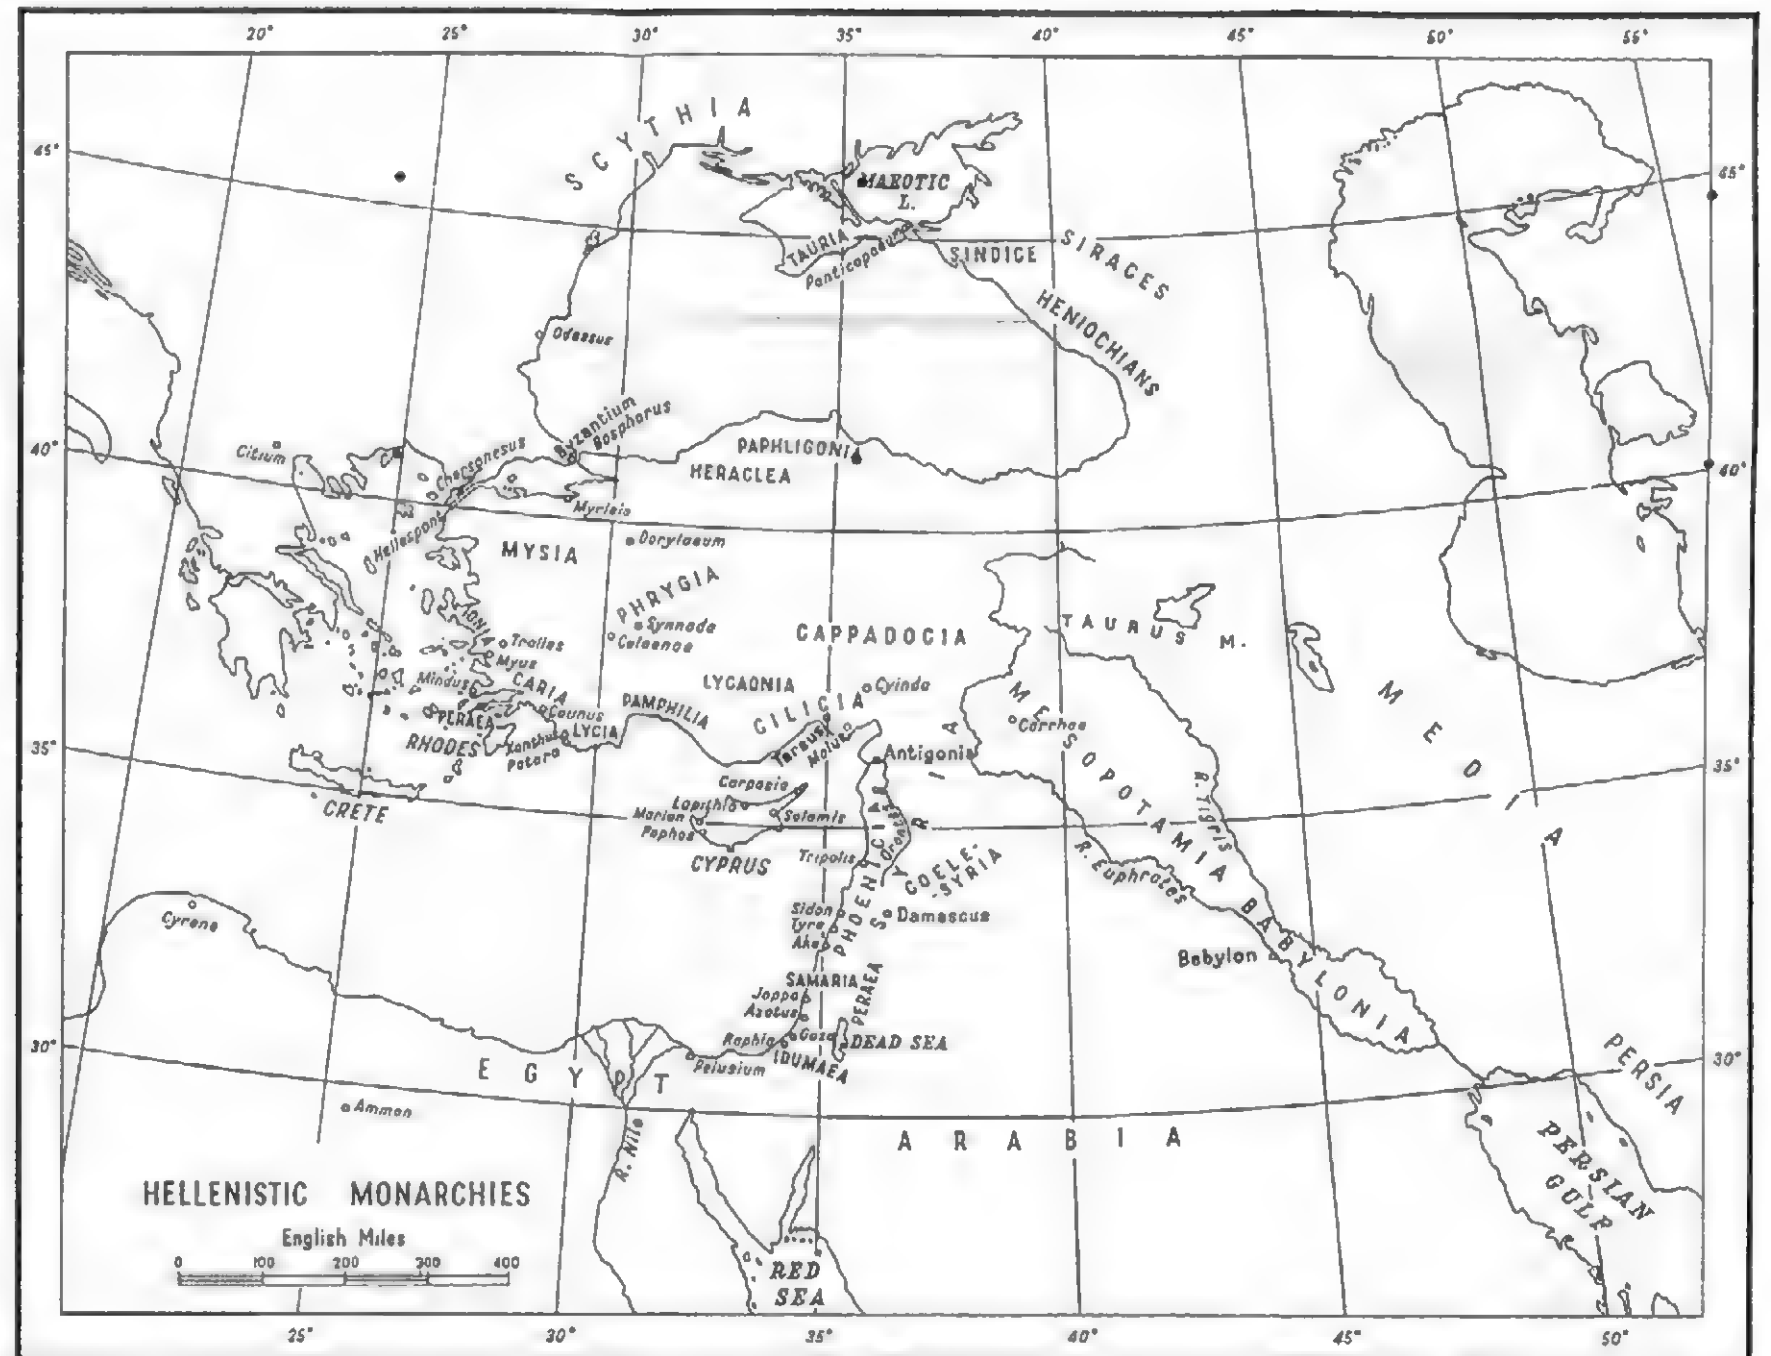 20° 25° 30° 35° 40° 45° 50° 55°
SCYTHIA
45°
45°
MAEOTIC
L.
TAURIA
Panticapaeum
SINDICE
SIRACES
HENIOCHIANS
Odessus
Byzantium
Bosphorus
PAPHLIGONIA
HERACLEA
40°
40°
Citium
Chersonesus
Hellespont
Myrleia
MYSIA
Dorylaeum
PHRYGIA
Synnada
Celaenae
IONIA
Tralles
Myus
Mindus
CARIA
PERAEA
Caunus
RHODES
Xanthus
Patara
LYCIA
PAMPHILIA
LYCAONIA
CAPPADOCIA
CILICIA
Cyinda
Tarsus
Malus
TAURUS M.
MEDIA
MESOPOTAMIA
Carrhae
R. Tigris
35°
35°
CRETE
Antigonia
Carpasia
Lapithia
Marion
Paphos
Salamis
CYPRUS
SYRIA
Orontes
PHOENICIA
Tripolis
COELE-
-SYRIA
R. Euphrates
Sidon
Tyre
Ake
Damascus
Cyrene
BABYLONIA
Babylon
SAMARIA
PERAEA
Joppa
Azotus
Raphia
Gaza
DEAD SEA
IDUMAEA
Pelusium
30°
30°
EGYPT
Ammon
R. Nile
ARABIA
PERSIA
PERSIAN
GULF
RED
SEA
HELLENISTIC MONARCHIES
English Miles
0 100 200 300 400
25° 30° 35° 40° 45° 50°